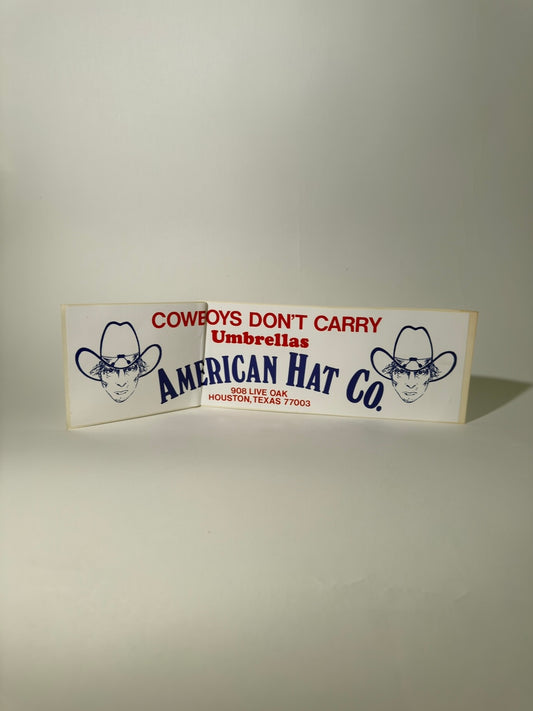 COWBOYS DON'T CARRY
Umbrellas
AMERICAN HAT CO.
908 LIVE OAK
HOUSTON, TEXAS 77003